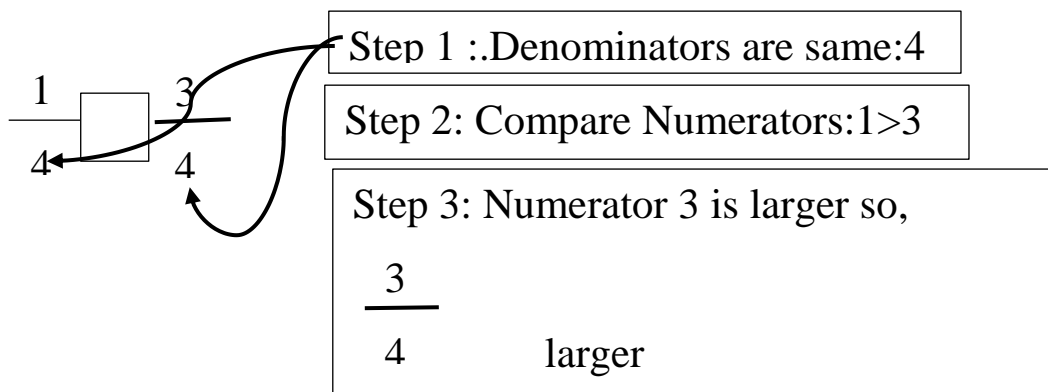 1 3
4 4
Step 1 :.Denominators are same:4
Step 2: Compare Numerators:1>3
Step 3: Numerator 3 is larger so,
3
4 larger